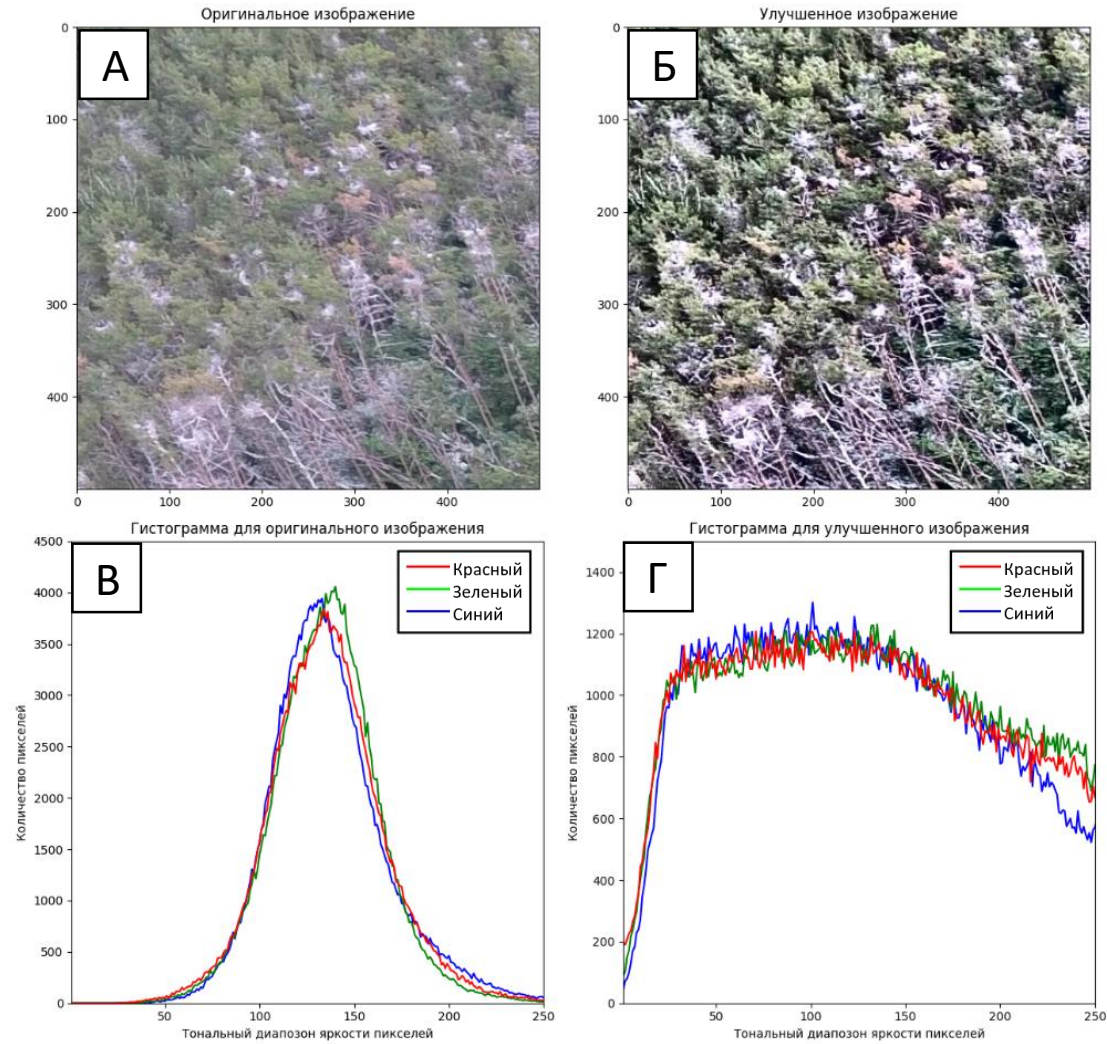 Оригинальное изображение
Улучшенное изображение
А
Б
0
100
200
300
400
0
100
200
300
400
0
100
200
300
400
0
100
200
300
400
Гистограмма для оригинального изображения
Гистограмма для улучшенного изображения
В
Красный
Зеленый
Синий
4500
4000
3500
3000
2500
2000
1500
1000
500
0
Количество пикселей
50
100
150
200
250
Тональный диапозон яркости пикселей
Г
Красный
Зеленый
Синий
1400
1200
1000
800
600
400
200
0
Количество пикселей
50
100
150
200
250
Тональный диапозон яркости пикселей